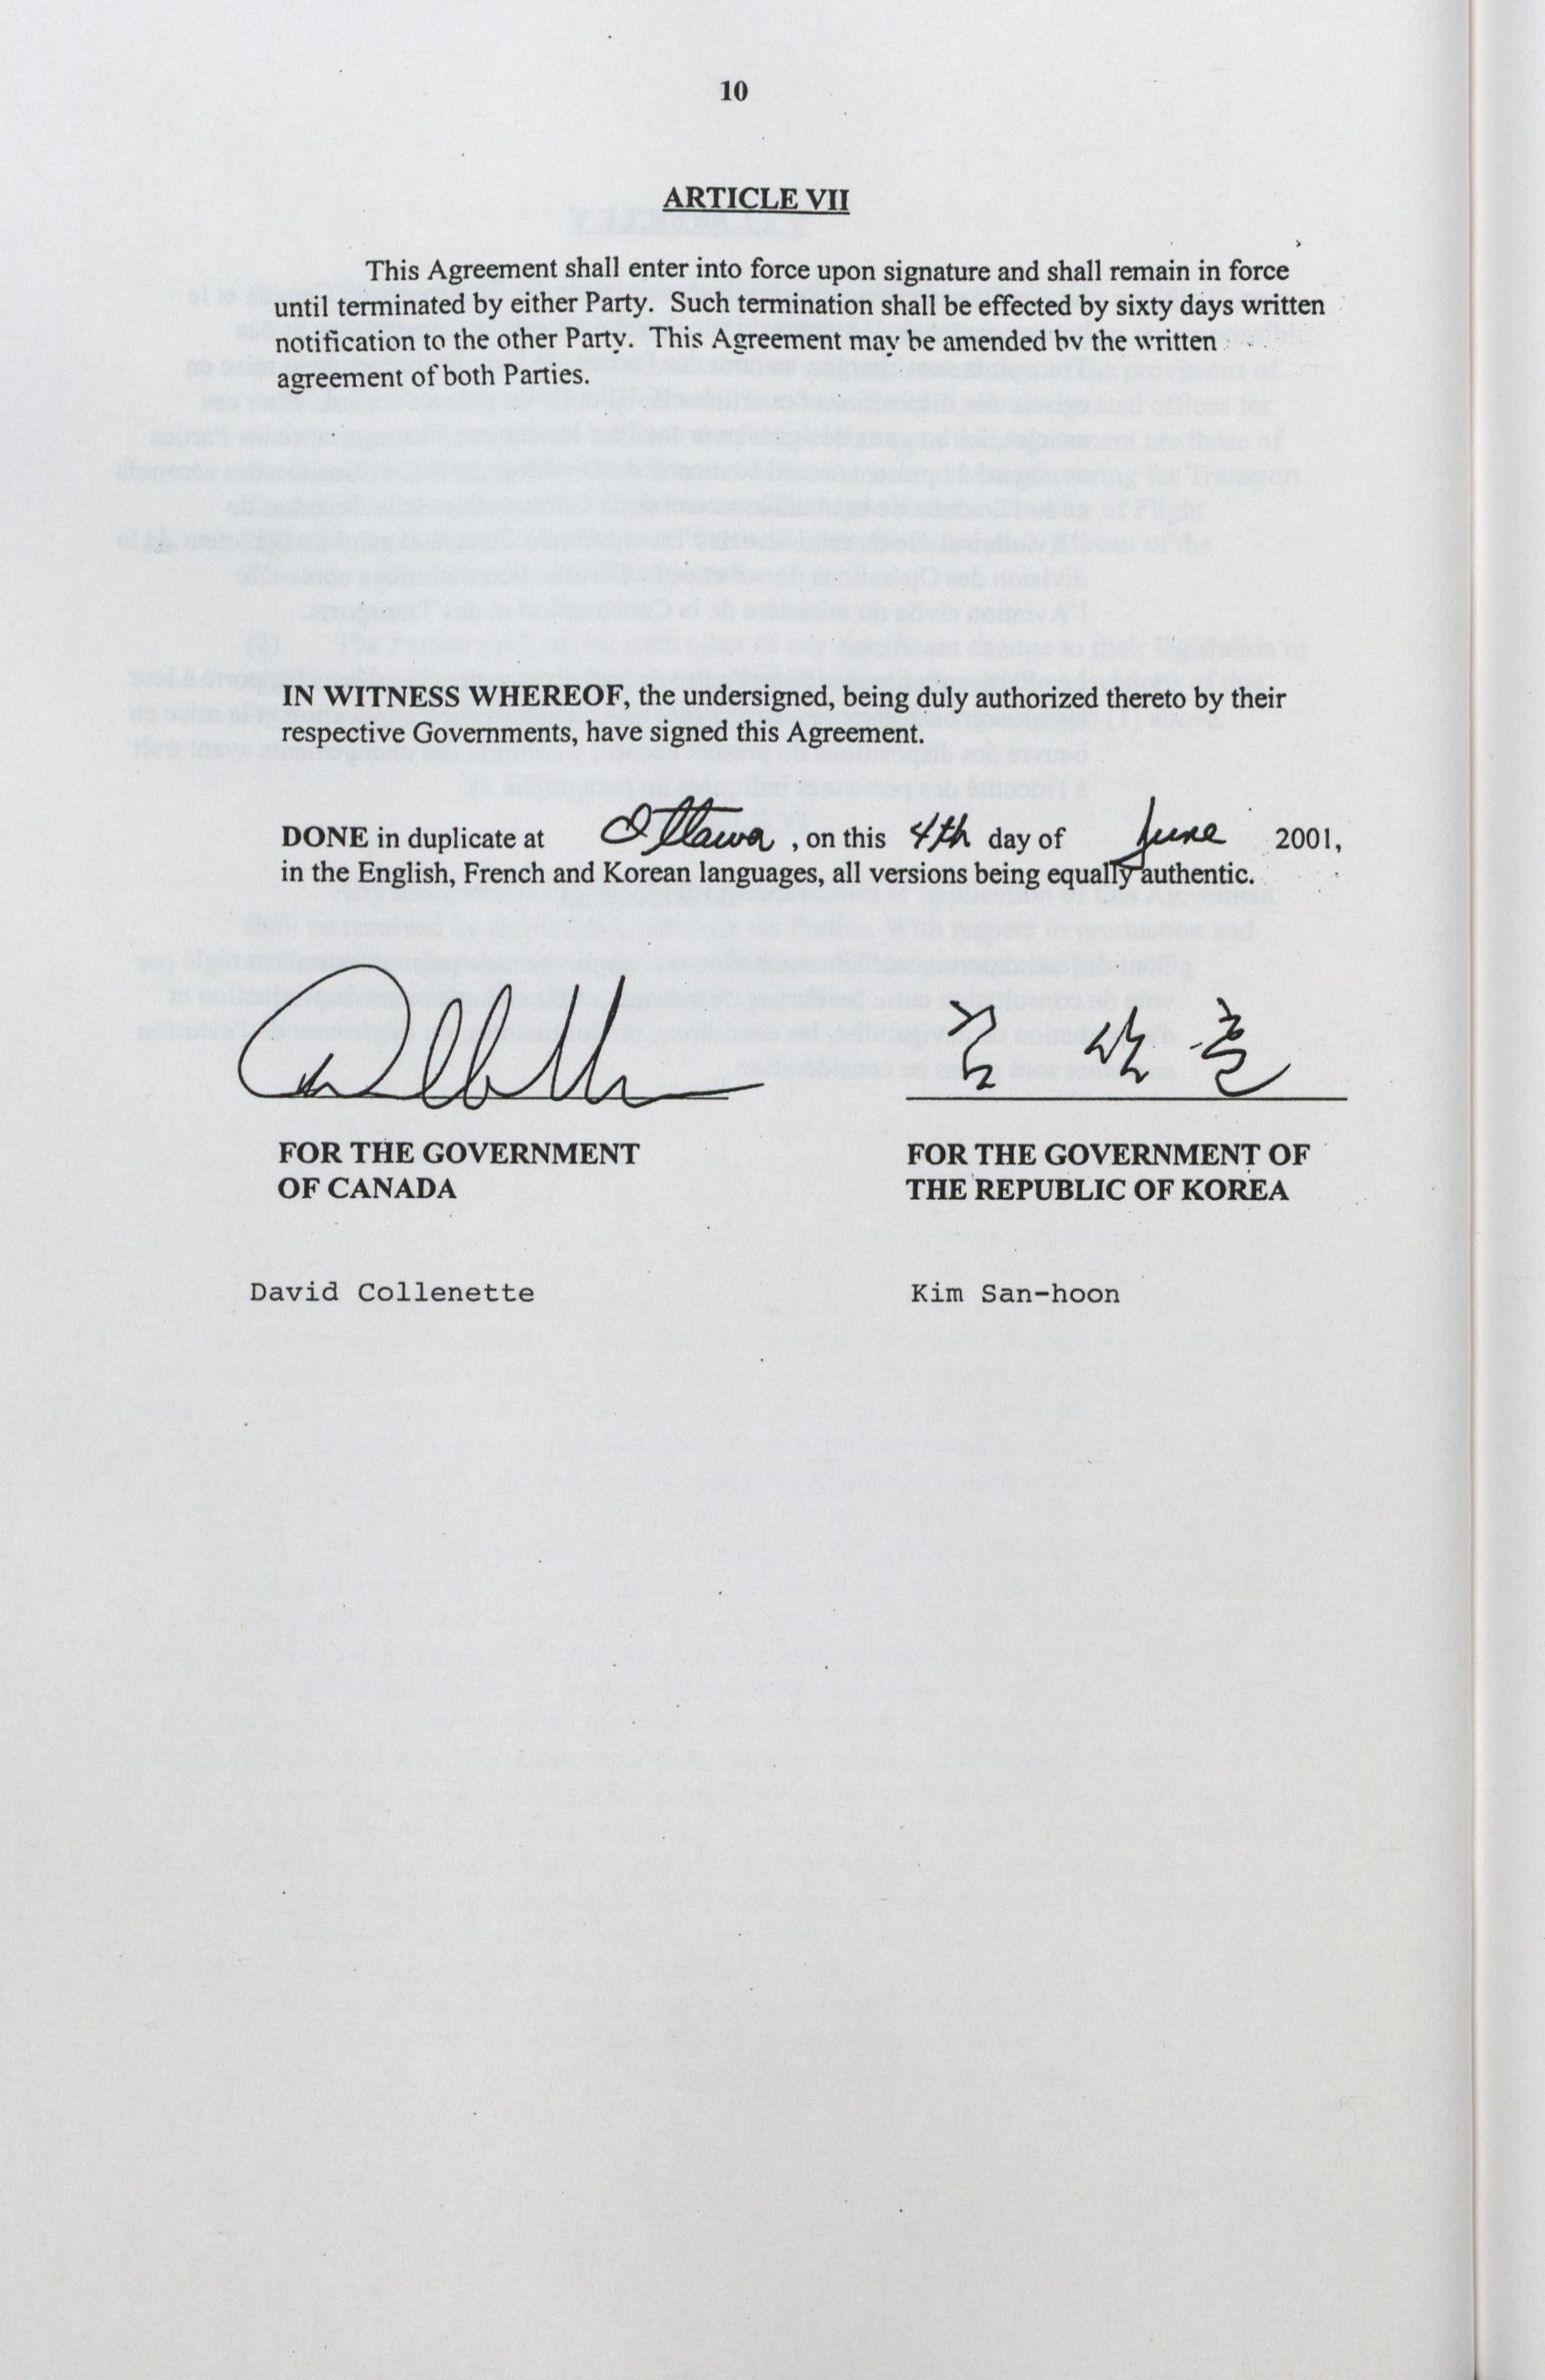 10
ARTICLE VII
This Agreement shall enter into force upon signature and shall remain in force
until terminated by either Party. Such termination shall be effected by sixty days written
notification to the other Party. This Agreement may be amended by the written
agreement of both Parties.
IN WITNESS WHEREOF, the undersigned, being duly authorized thereto by their
respective Governments, have signed this Agreement.
DONE in duplicate at Ottawa, on this 4th day of June 2001,
in the English, French and Korean languages, all versions being equally authentic.
김 상 훈
FOR THE GOVERNMENT
OF CANADA
FOR THE GOVERNMENT OF
THE REPUBLIC OF KOREA
David Collenette
Kim San-hoon